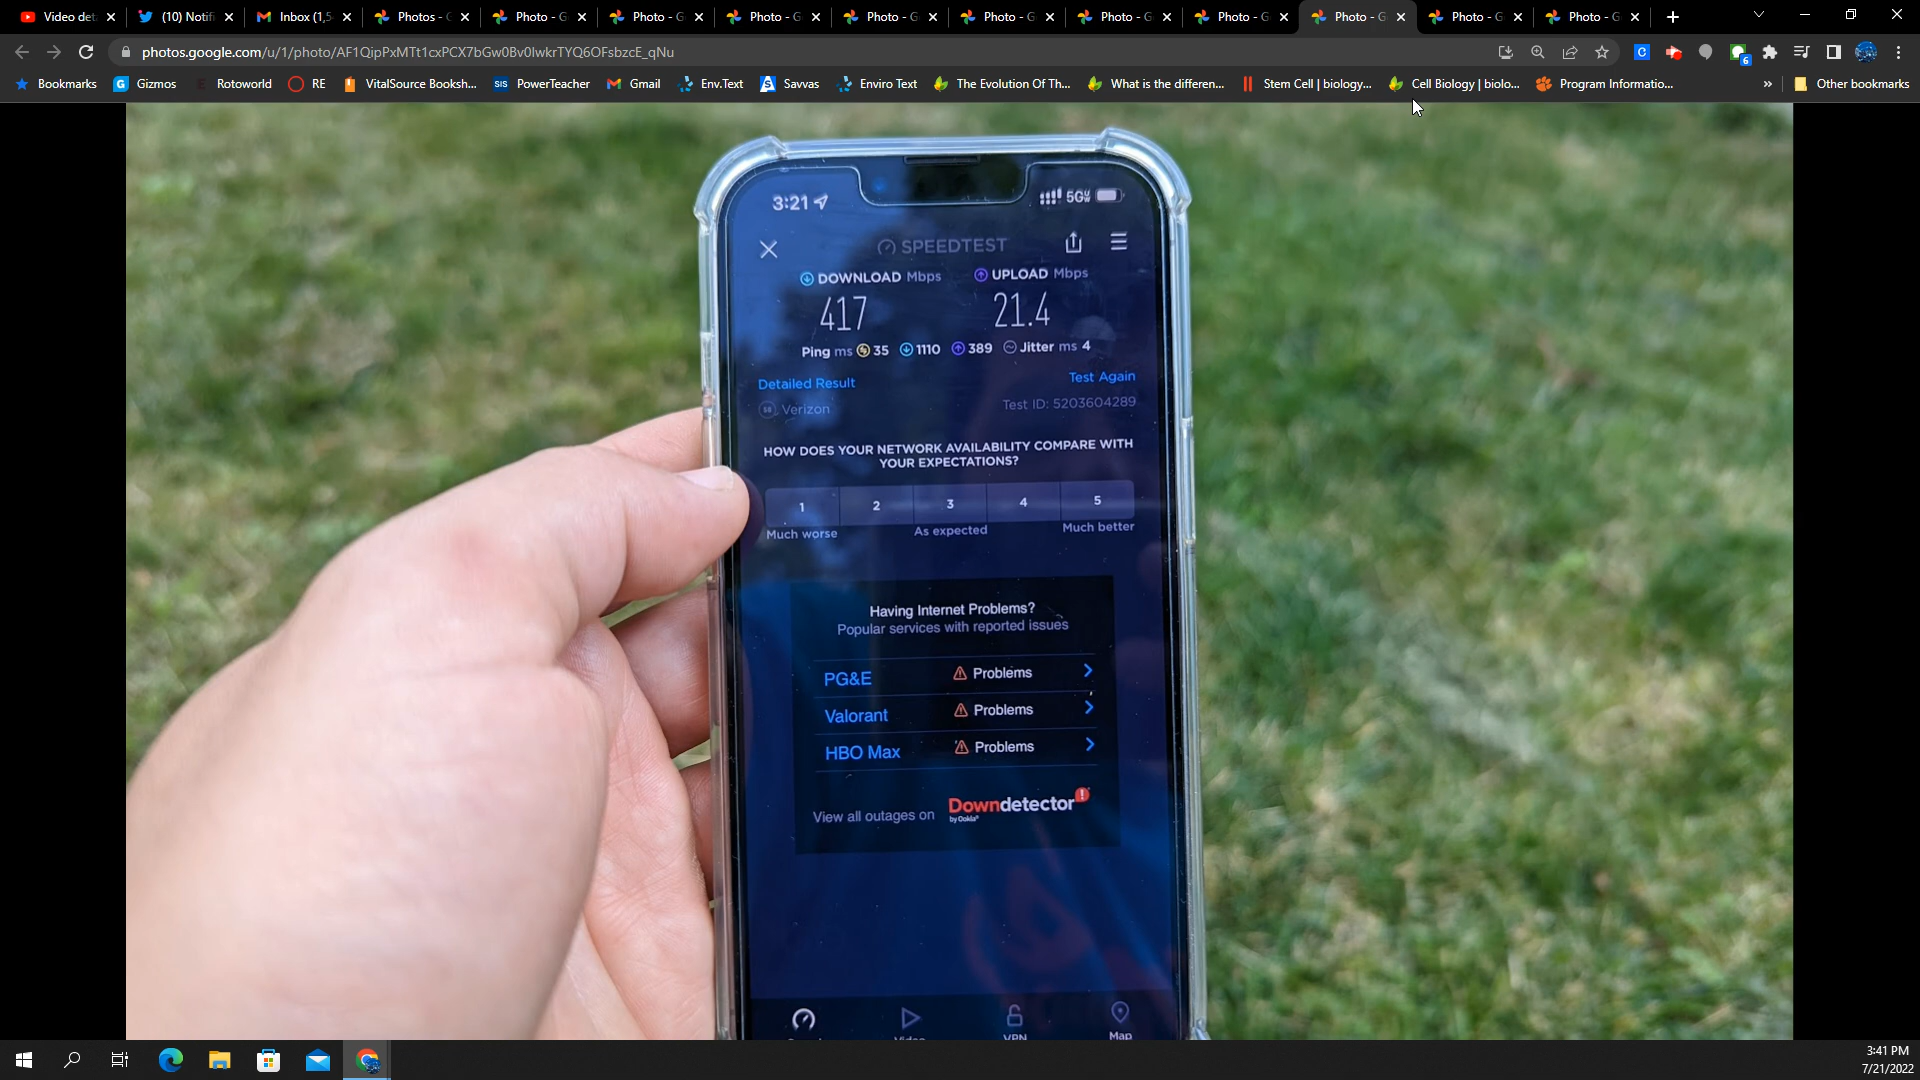 Video det
(10) Notifi
Inbox (1,5
Photos - G
Photo - G
Photo - G
Photo - G
Photo - G
Photo - G
Photo - G
Photo - G
Photo - G
Photo - G
Photo - G
photos.google.com/u/1/photo/AF1QipPxMTt1cxPCX7bGw0Bv0lwkrTYQ6OFsbzcE_qNu
6
Bookmarks
Gizmos
Rotoworld
RE
VitalSource Booksh...
SIS PowerTeacher
Gmail
Env.Text
Savvas
Enviro Text
The Evolution Of Th...
What is the differen...
Stem Cell | biology...
Cell Biology | biolo...
Program Informatio...
»
Other bookmarks
3:21
5G
SPEEDTEST
DOWNLOAD Mbps
UPLOAD Mbps
417
21.4
Ping ms 35 1110 389 Jitter ms 4
Detailed Result
Test Again
Verizon
Test ID: 5203604289
HOW DOES YOUR NETWORK AVAILABILITY COMPARE WITH
YOUR EXPECTATIONS?
1 2 3 4 5
Much worse
As expected
Much better
Having Internet Problems?
Popular services with reported issues
PG&E Problems
Valorant Problems
HBO Max Problems
View all outages on
Downdetector
by Ookla
Video
VPN
Map
3:41 PM
7/21/2022